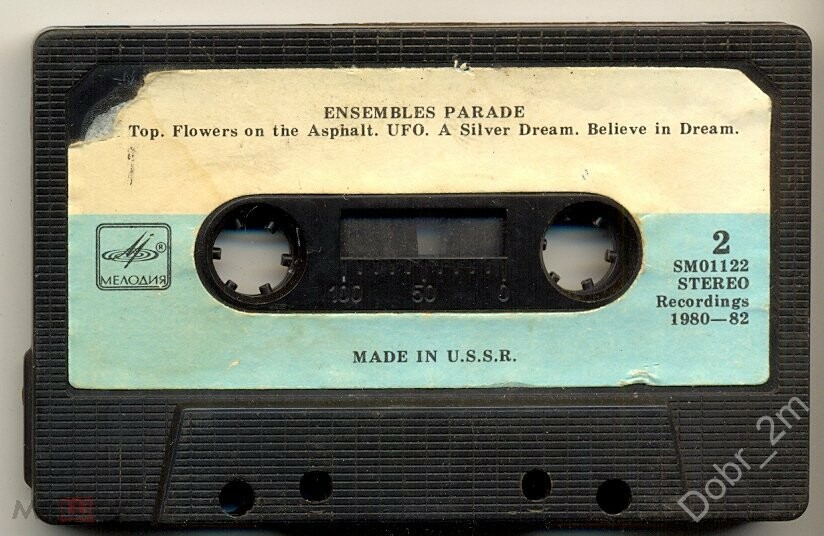 ENSEMBLES PARADE
Top. Flowers on the Asphalt. UFO. A Silver Dream. Believe in Dream.
МЕЛОДИЯ
®
2
SM01122
STEREO
Recordings
1980—82
100 50 0
MADE IN U.S.S.R.
Dobr_2m